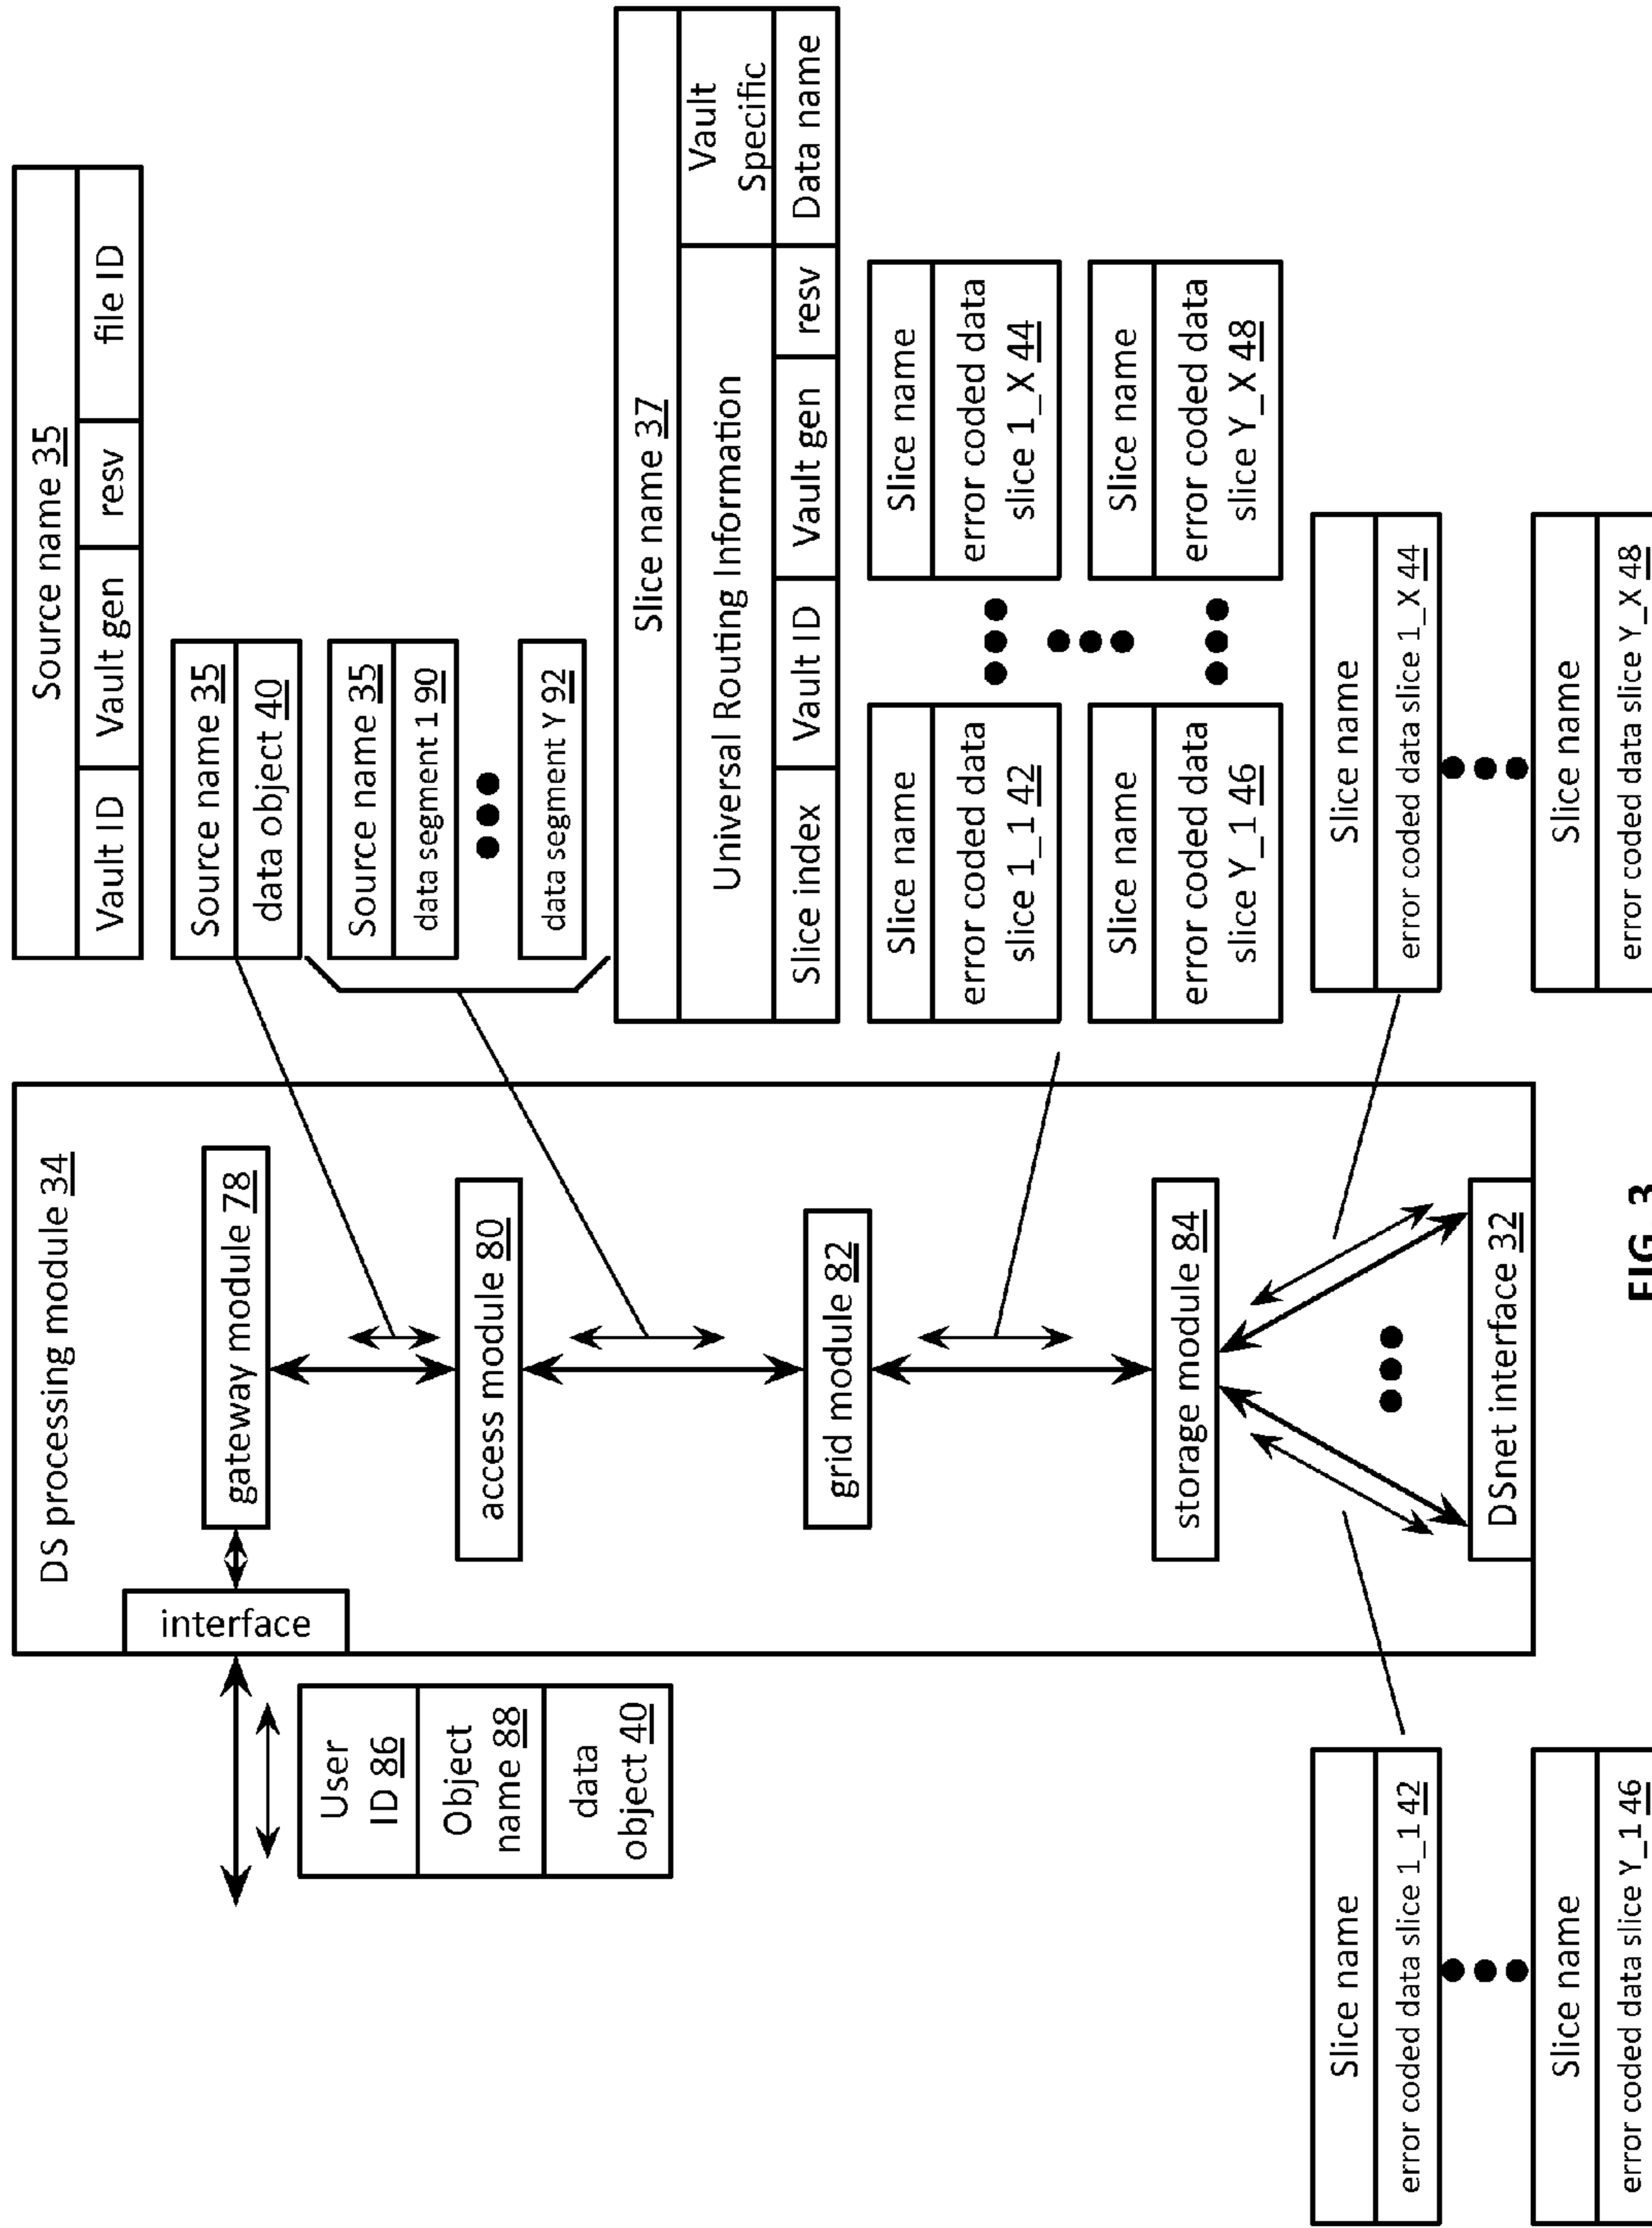 DS processing module 34
interface
gateway module 78
access module 80
grid module 82
storage module 84
DSnet interface 32
User
ID 86
Object
name 88
data
object 40
Source name 35
Vault ID
Vault gen
resv
file ID
Source name 35
data object 40
Source name 35
data segment 1 90
data segment Y 92
Slice name 37
Universal Routing Information
Vault
Specific
Slice index
Vault ID
Vault gen
resv
Data name
Slice name
error coded data
slice 1_1 42
Slice name
error coded data
slice 1_X 44
Slice name
error coded data
slice Y_1 46
Slice name
error coded data
slice Y_X 48
Slice name
error coded data slice 1_1 42
Slice name
error coded data slice Y_1 46
Slice name
error coded data slice 1_X 44
Slice name
error coded data slice Y_X 48
FIG. 3